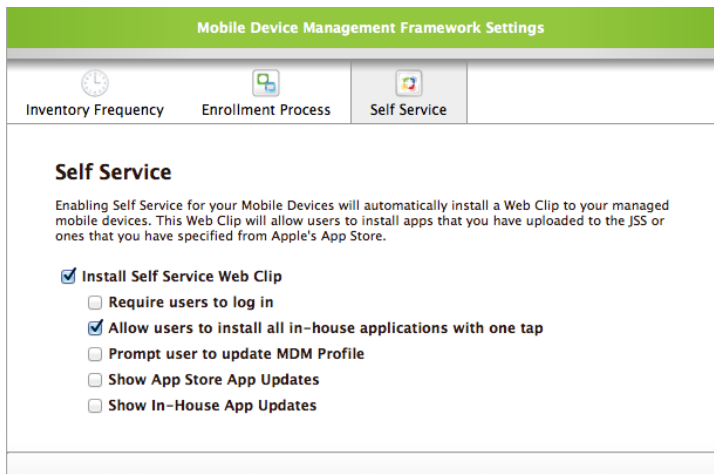 Mobile Device Management Framework Settings
Inventory Frequency
Enrollment Process
Self Service
Self Service
Enabling Self Service for your Mobile Devices will automatically install a Web Clip to your managed
mobile devices. This Web Clip will allow users to install apps that you have uploaded to the JSS or
ones that you have specified from Apple's App Store.
Install Self Service Web Clip
Require users to log in
Allow users to install all in-house applications with one tap
Prompt user to update MDM Profile
Show App Store App Updates
Show In-House App Updates